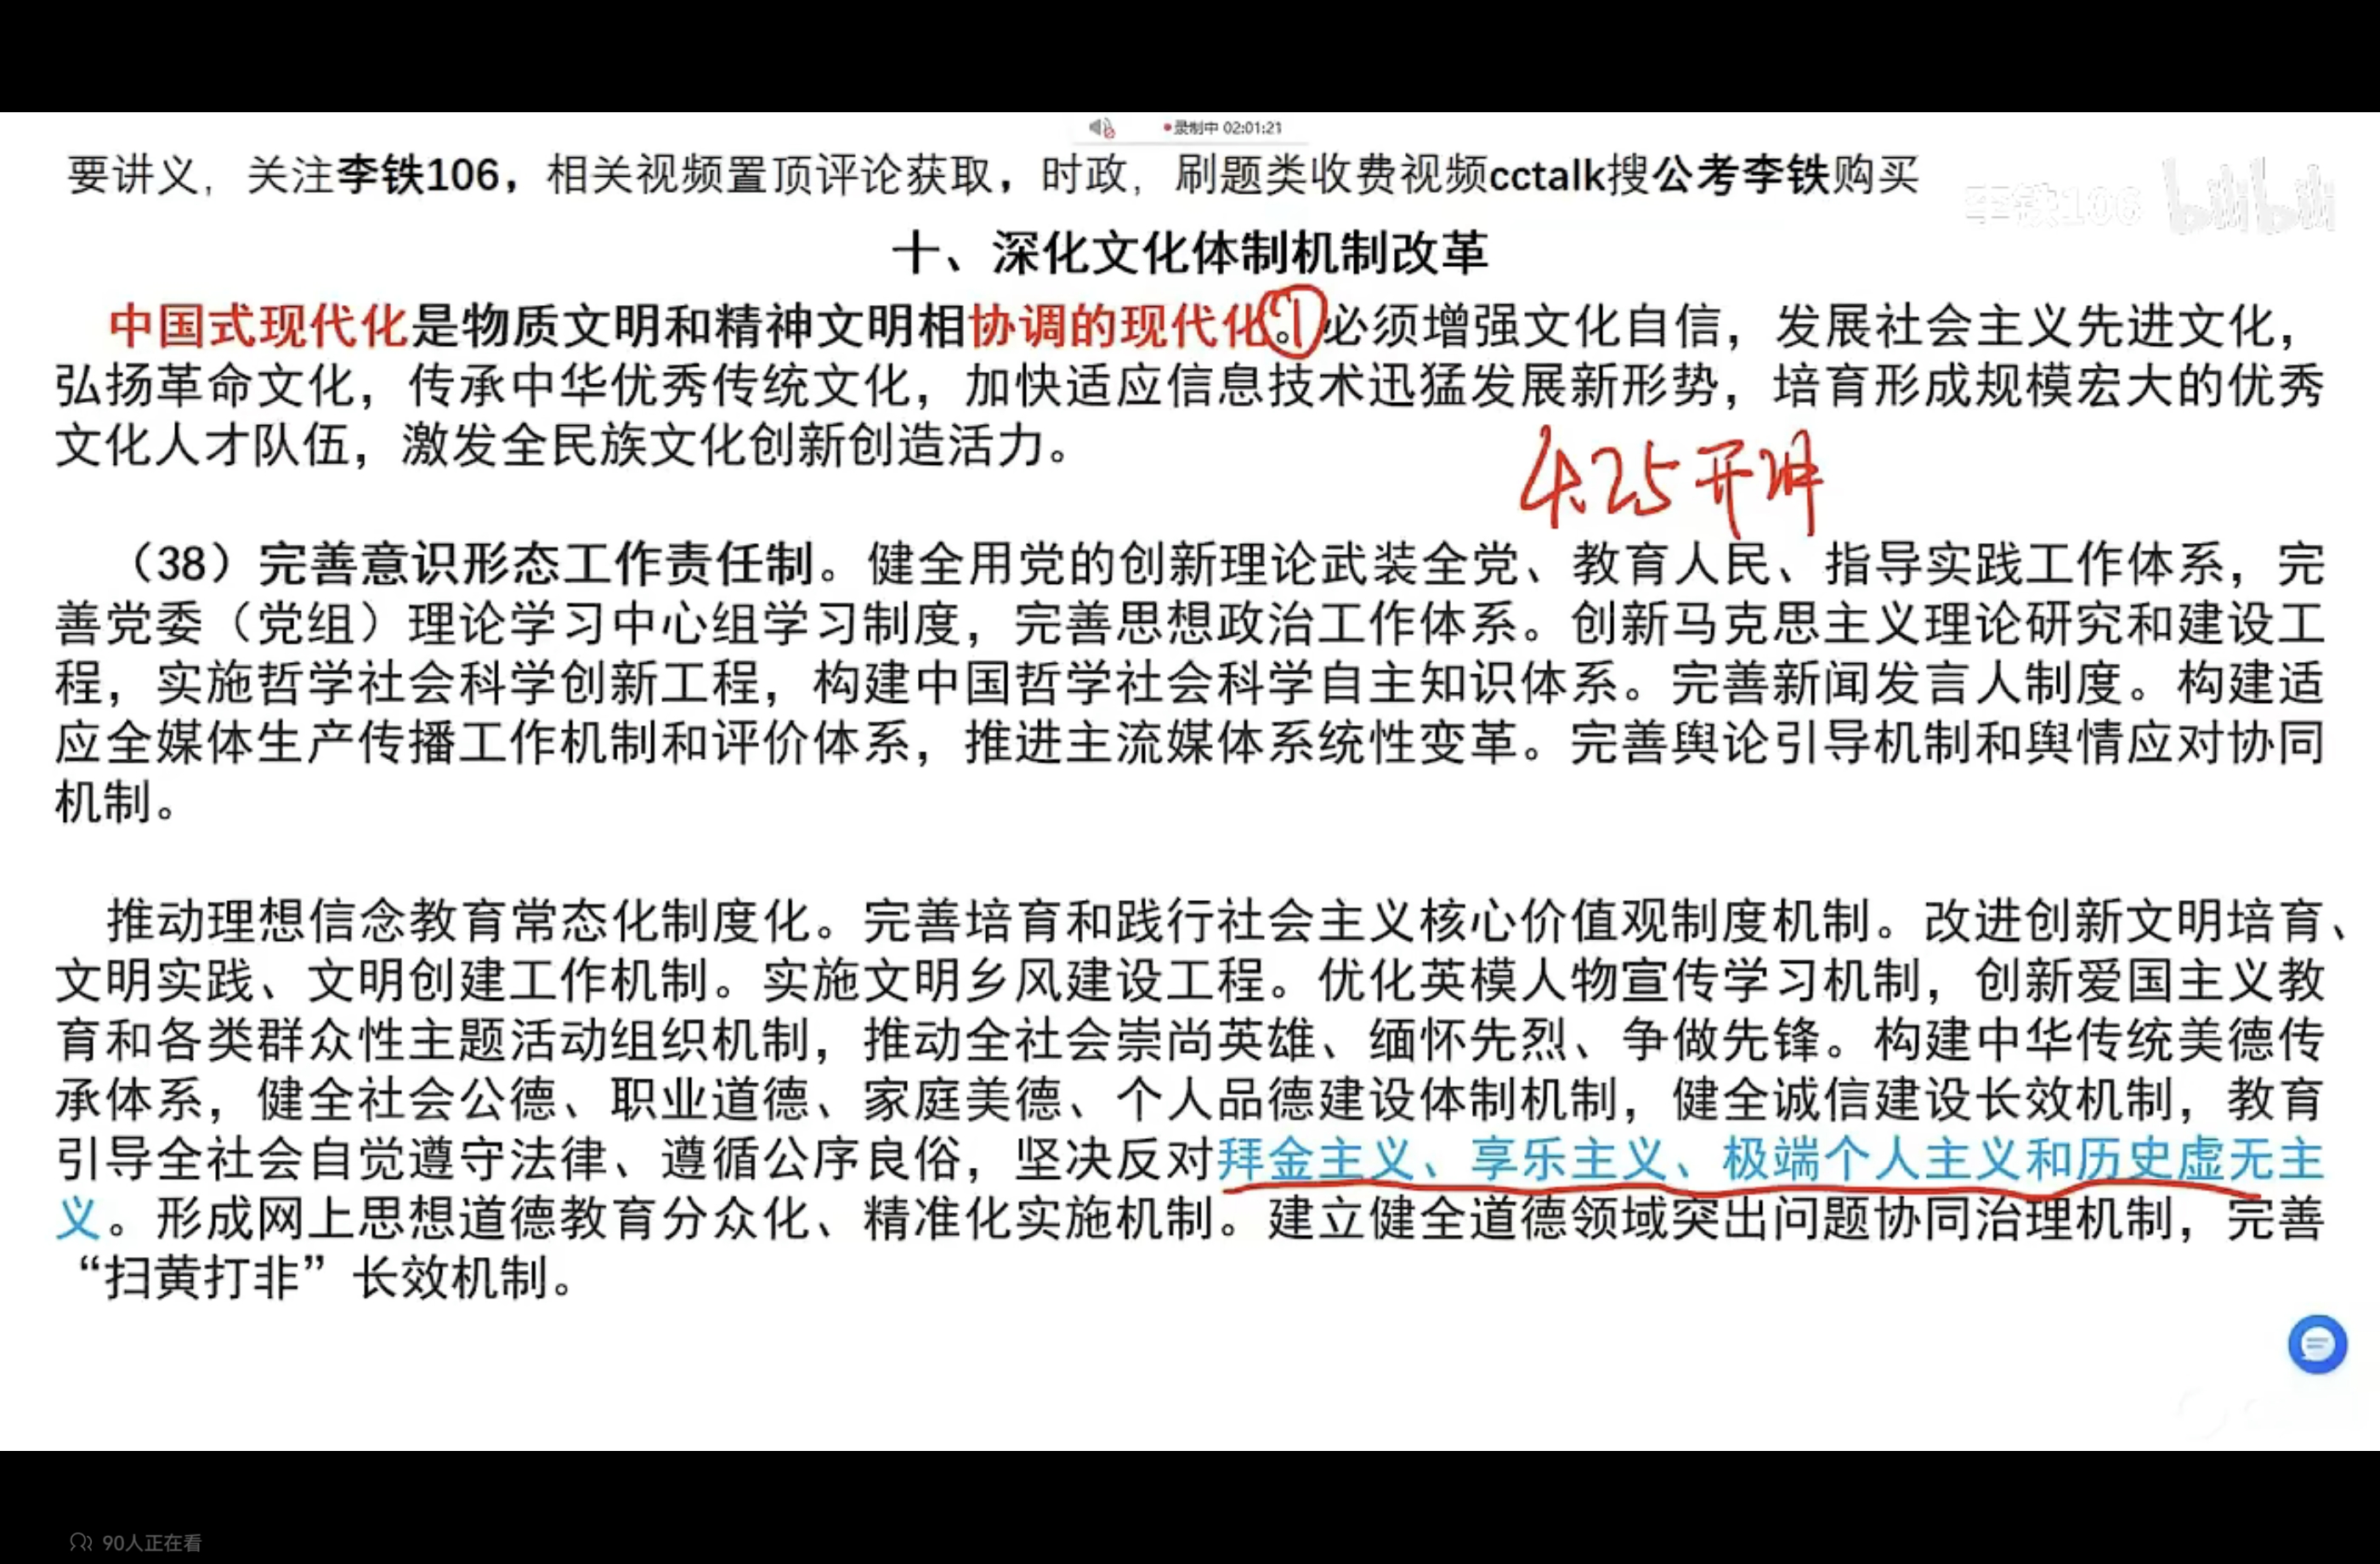 录制中 02:01:21
要讲义，关注李铁106，相关视频置顶评论获取，时政，刷题类收费视频cctalk搜公考李铁购买
李铁106 bilibili
十、深化文化体制机制改革
中国式现代化是物质文明和精神文明相协调的现代化。①必须增强文化自信，发展社会主义先进文化，
弘扬革命文化，传承中华优秀传统文化，加快适应信息技术迅猛发展新形势，培育形成规模宏大的优秀
文化人才队伍，激发全民族文化创新创造活力。
4.25开讲
（38）完善意识形态工作责任制。健全用党的创新理论武装全党、教育人民、指导实践工作体系，完
善党委（党组）理论学习中心组学习制度，完善思想政治工作体系。创新马克思主义理论研究和建设工
程，实施哲学社会科学创新工程，构建中国哲学社会科学自主知识体系。完善新闻发言人制度。构建适
应全媒体生产传播工作机制和评价体系，推进主流媒体系统性变革。完善舆论引导机制和舆情应对协同
机制。
推动理想信念教育常态化制度化。完善培育和践行社会主义核心价值观制度机制。改进创新文明培育、
文明实践、文明创建工作机制。实施文明乡风建设工程。优化英模人物宣传学习机制，创新爱国主义教
育和各类群众性主题活动组织机制，推动全社会崇尚英雄、缅怀先烈、争做先锋。构建中华传统美德传
承体系，健全社会公德、职业道德、家庭美德、个人品德建设体制机制，健全诚信建设长效机制，教育
引导全社会自觉遵守法律、遵循公序良俗，坚决反对拜金主义、享乐主义、极端个人主义和历史虚无主
义。形成网上思想道德教育分众化、精准化实施机制。建立健全道德领域突出问题协同治理机制，完善
“扫黄打非”长效机制。
90人正在看